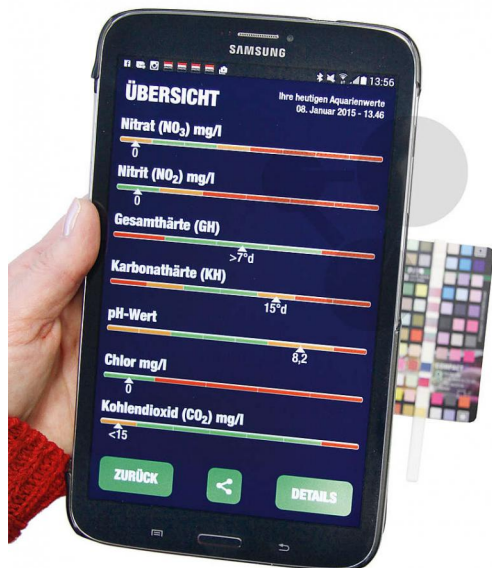 SAMSUNG
13:56
ÜBERSICHT
Ihre heutigen Aquarienwerte
08. Januar 2015 - 13.46
Nitrat (NO₃) mg/l
0
Nitrit (NO₂) mg/l
0
Gesamthärte (GH)
>7°d
Karbonathärte (KH)
15°d
pH-Wert
8,2
Chlor mg/l
0
Kohlendioxid (CO₂) mg/l
<15
ZURÜCK
DETAILS